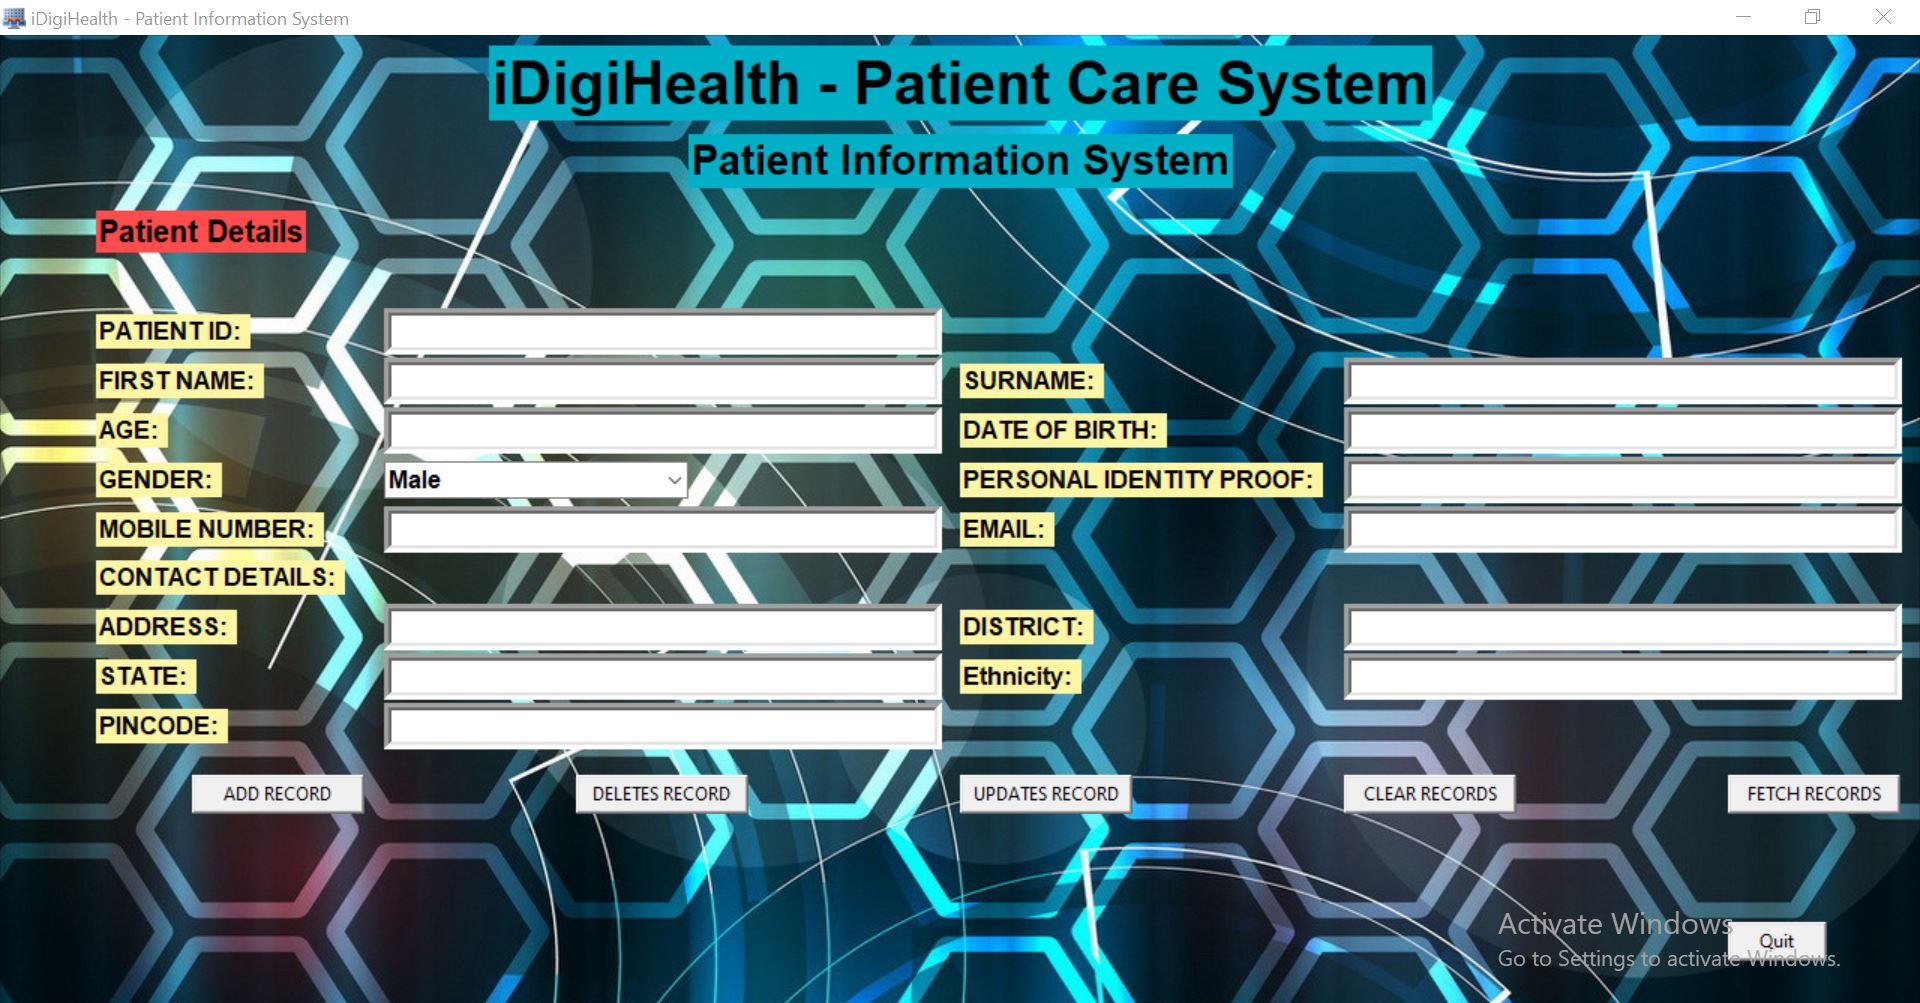 iDigiHealth - Patient Information System
iDigiHealth - Patient Care System
Patient Information System
Patient Details
PATIENT ID:
FIRST NAME: SURNAME:
AGE: DATE OF BIRTH:
GENDER: Male PERSONAL IDENTITY PROOF:
MOBILE NUMBER: EMAIL:
CONTACT DETAILS:
ADDRESS: DISTRICT:
STATE: Ethnicity:
PINCODE:
ADD RECORD DELETES RECORD UPDATES RECORD CLEAR RECORDS FETCH RECORDS
Activate Windows
Quit
Go to Settings to activate Windows.